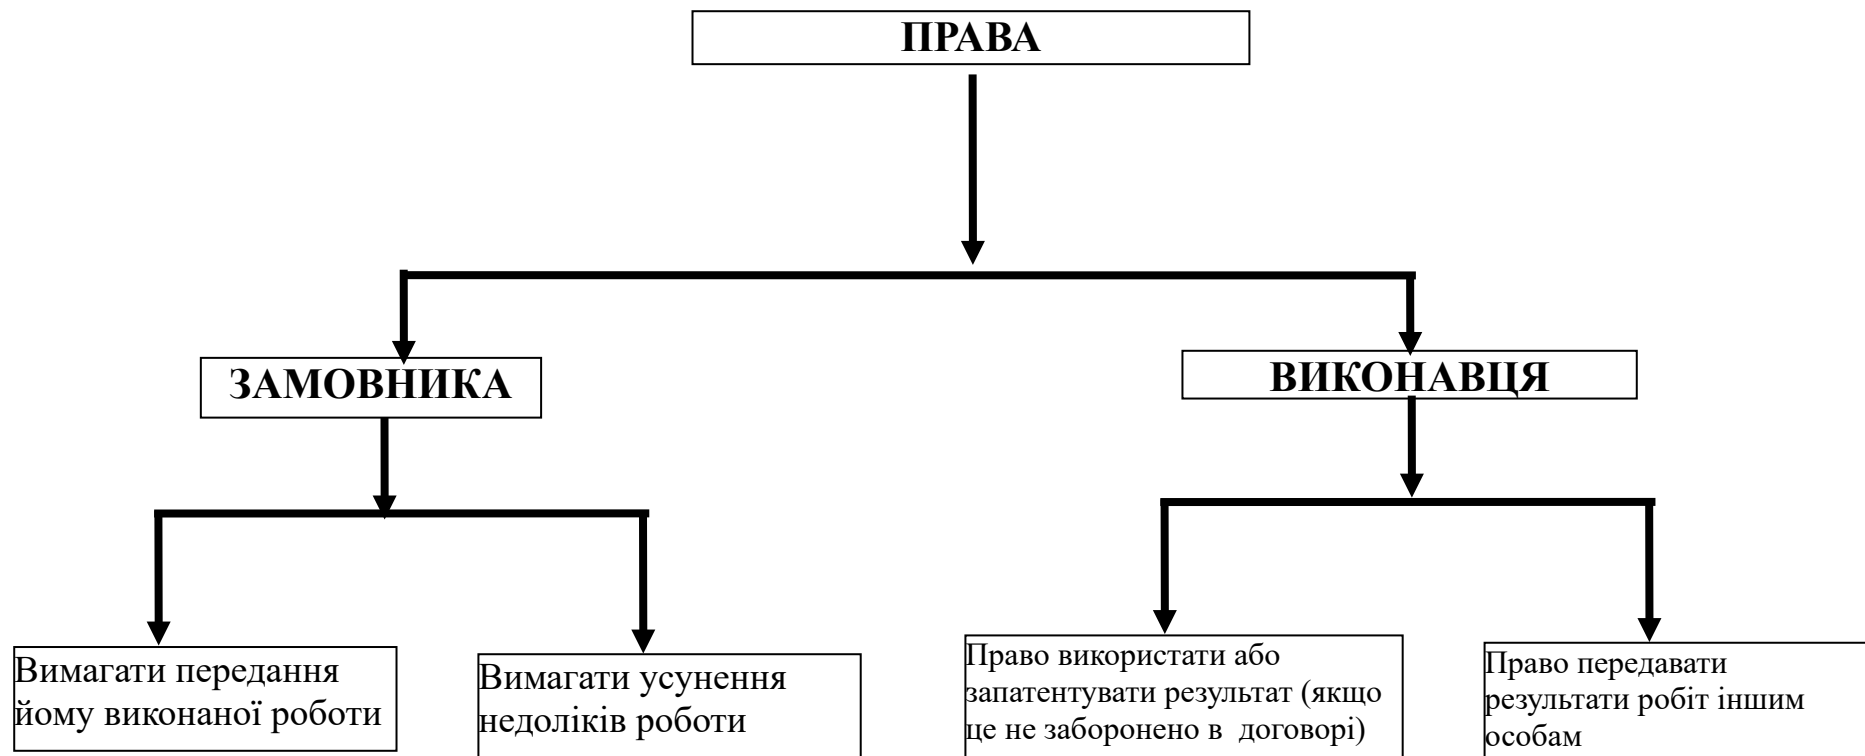 ПРАВА
ЗАМОВНИКА
ВИКОНАВЦЯ
Вимагати передання
йому виконаної роботи
Вимагати усунення
недоліків роботи
Право використати або
запатентувати результат (якщо
це не заборонено в  договорі)
Право передавати
результати робіт іншим
особам